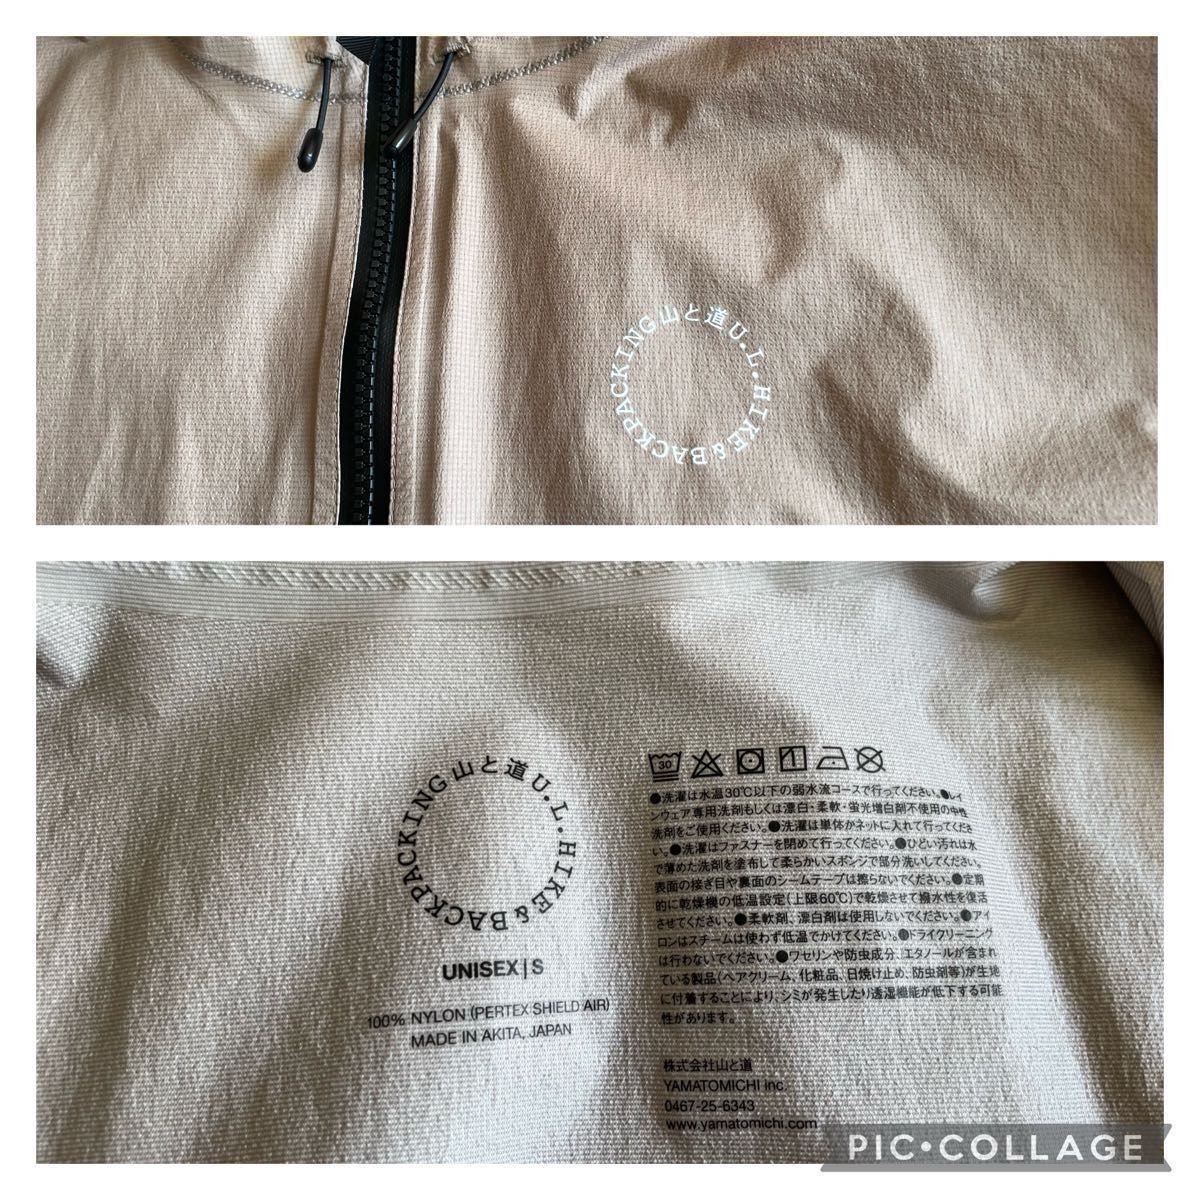 山と道U.L.HIKE&BACKPACKING
山と道U.L.HIKE&BACKPACKING
UNISEX|S
100% NYLON (PERTEX SHIELD AIR)
MADE IN AKITA, JAPAN
30
●洗濯は水温30℃以下の弱水流コースで行ってください。●レイ
ンウェア専用洗剤もしくは漂白・柔軟・蛍光増白剤不使用の中性
洗剤をご使用ください。●洗濯は単体かネットに入れて行ってくださ
い。●洗濯はファスナーを閉めて行ってください。●ひどい汚れは水
で薄めた洗剤を塗布して柔らかいスポンジで部分洗いしてください。
表面の接ぎ目や裏面のシームテープは擦らないでください。●定期
的に乾燥機の低温設定(上限60℃)で乾燥させて撥水性を復活
させてください。●柔軟剤、漂白剤は使用しないでください。●アイ
ロンはスチームは使わず低温でかけてください。●ドライクリーニング
は行わないでください。●ワセリンや防虫成分、エタノールが含まれ
ている製品(ヘアクリーム、化粧品、日焼け止め、防虫剤等)が生地
に付着することにより、シミが発生したり透湿機能が低下する可能
性があります。
株式会社山と道
YAMATOMICHI inc.
0467-25-6343
www.yamatomichi.com
PIC•COLLAGE